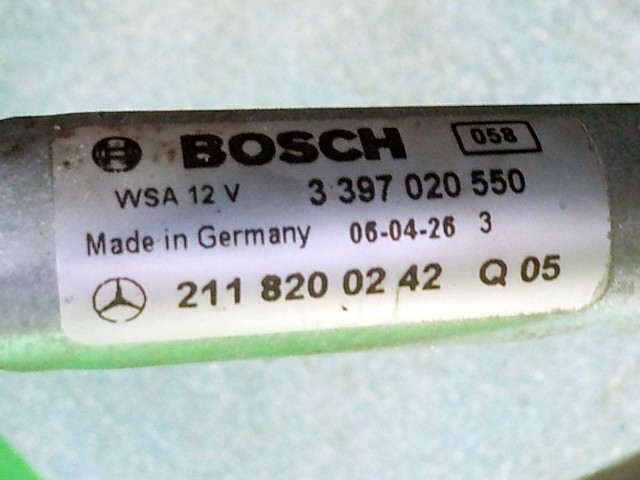 BOSCH 058
WSA 12 V 3 397 020 550
Made in Germany 06-04-26 3
211 820 02 42 Q 05